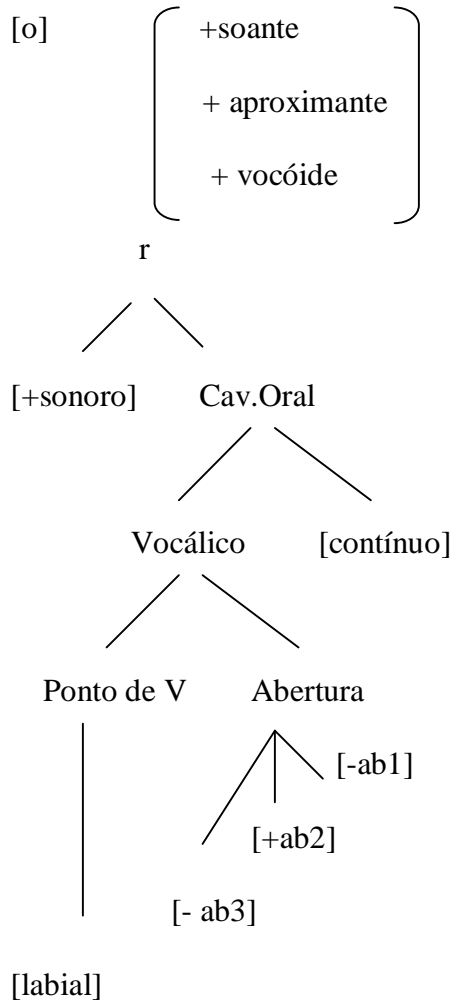 [o] +soante
+ aproximante
+ vocóide
r
[+sonoro] Cav.Oral
Vocálico [contínuo]
Ponto de V Abertura
[-ab1]
[+ab2]
[- ab3]
[labial]